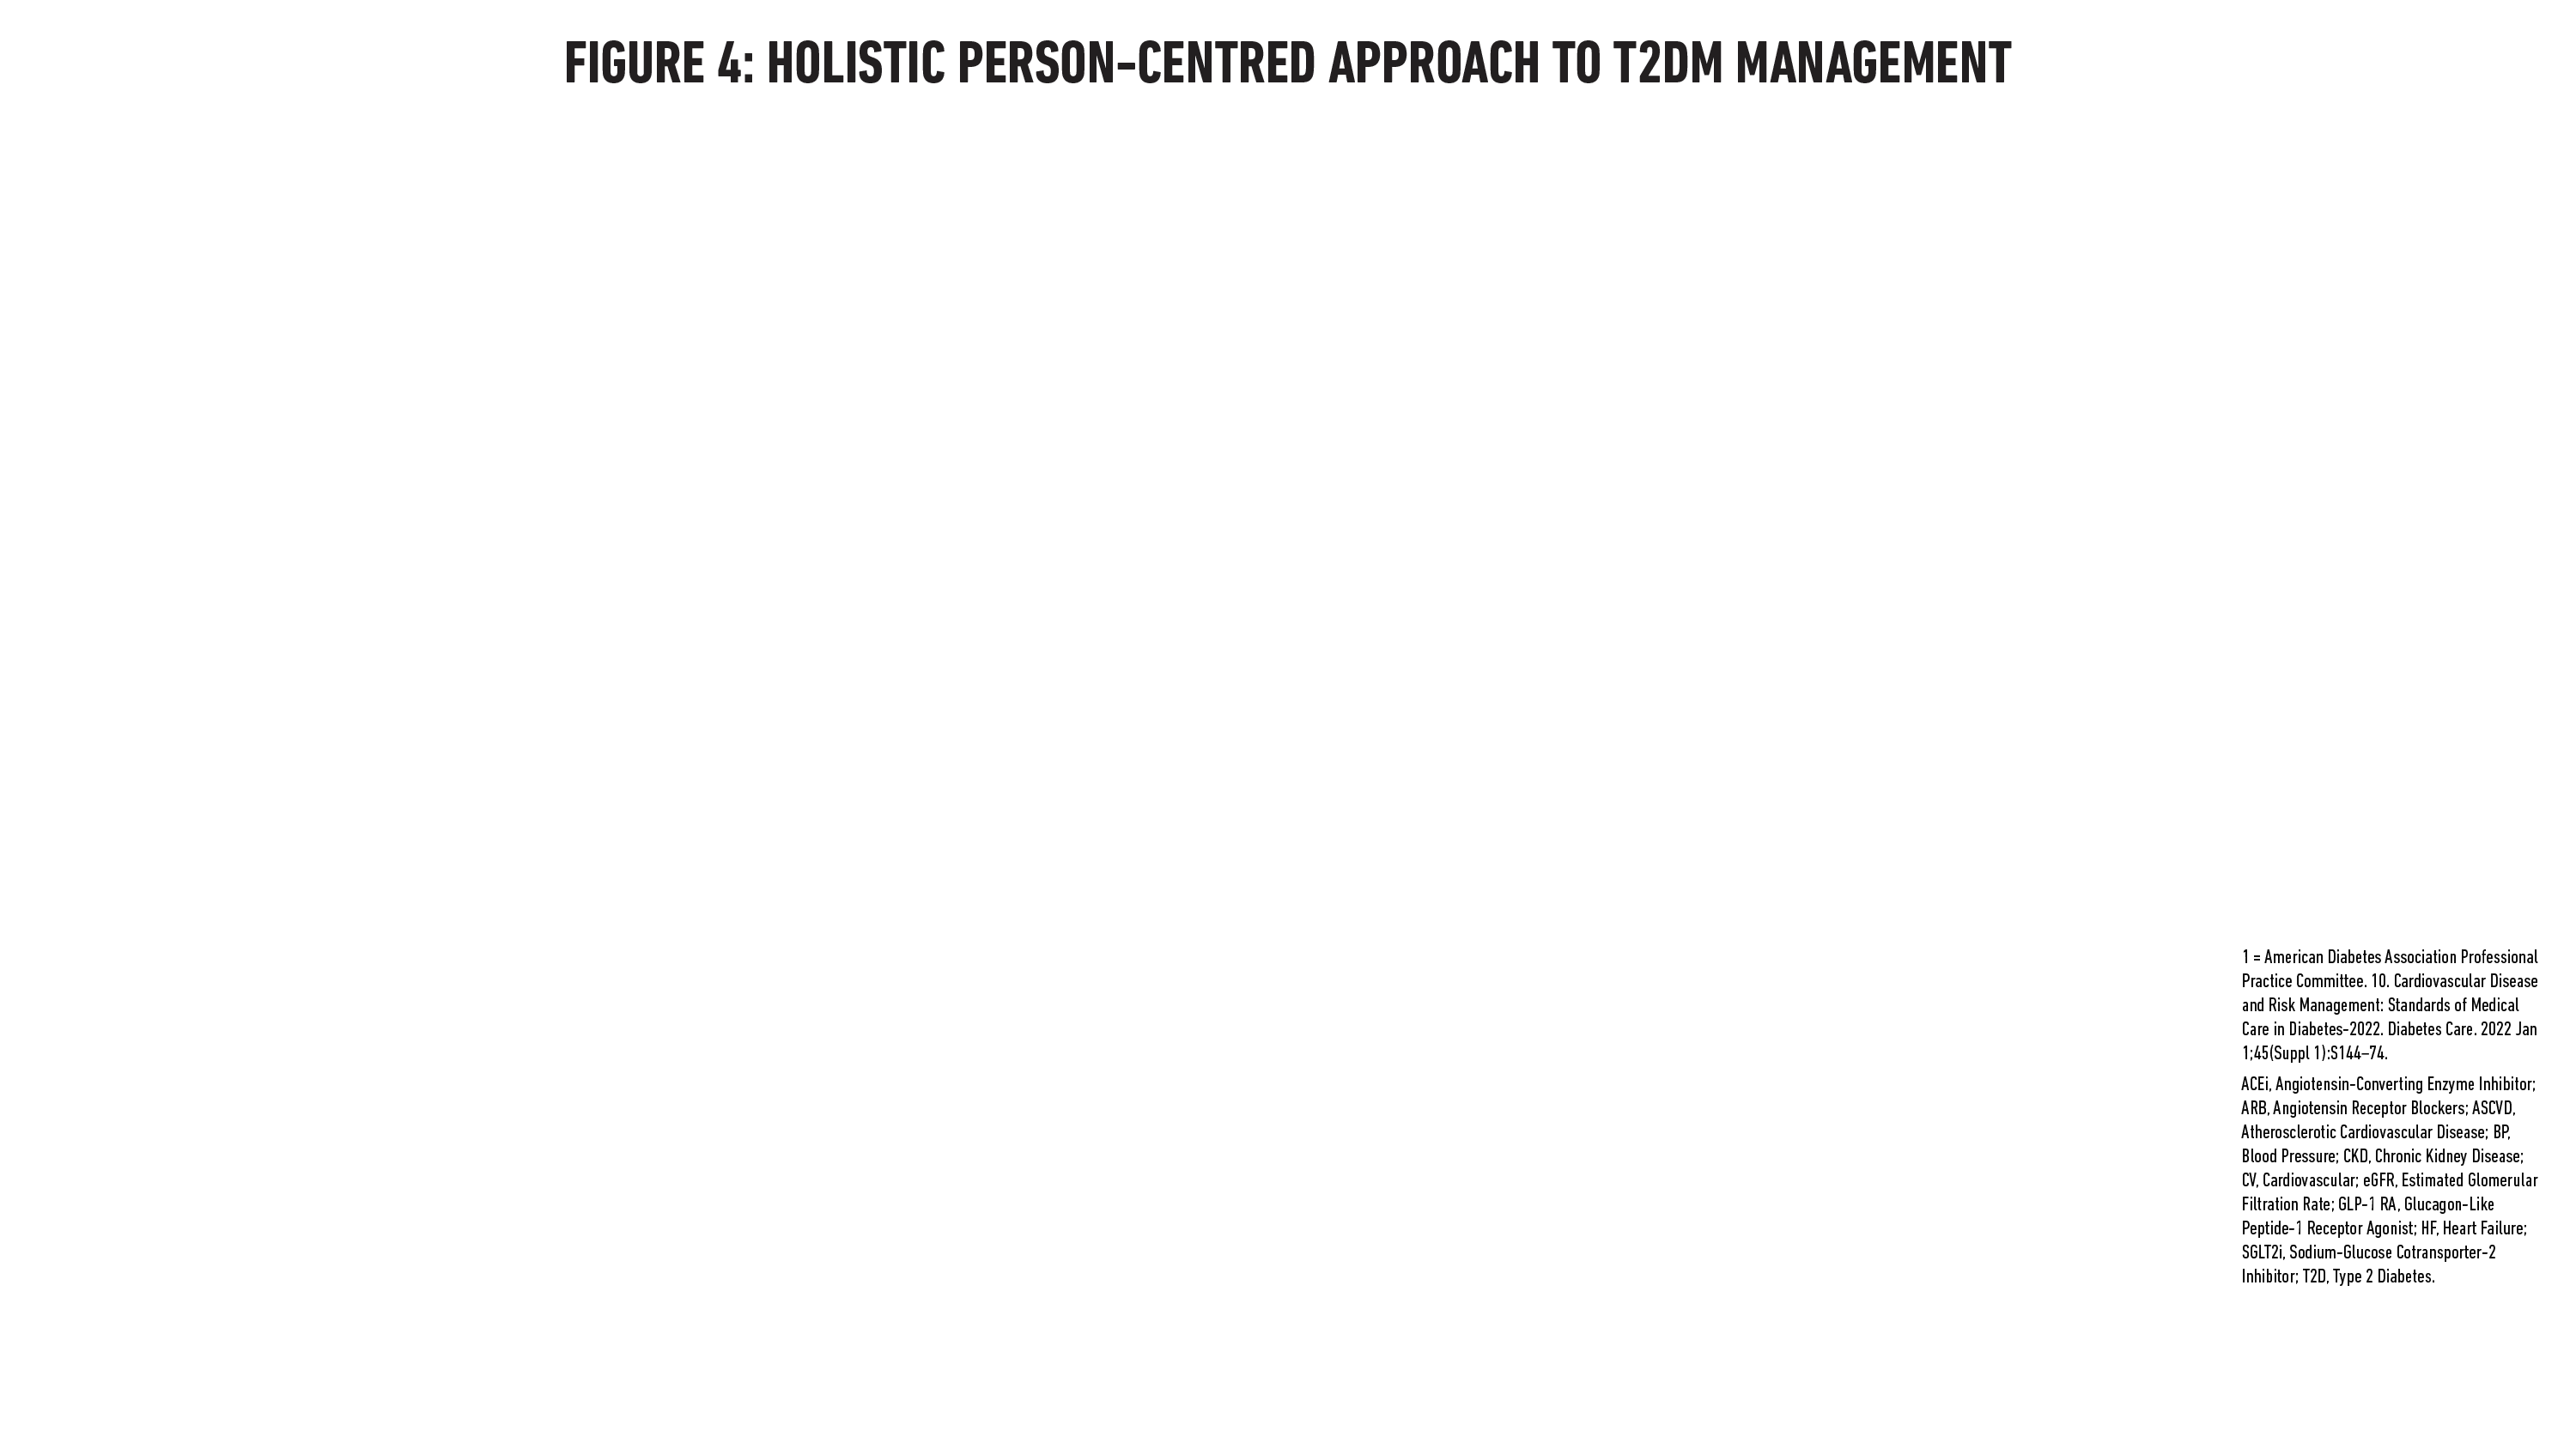 FIGURE 4: HOLISTIC PERSON-CENTRED APPROACH TO T2DM MANAGEMENT
1 = American Diabetes Association Professional
Practice Committee. 10. Cardiovascular Disease
and Risk Management: Standards of Medical
Care in Diabetes-2022. Diabetes Care. 2022 Jan
1;45(Suppl 1):S144–74.
ACEi, Angiotensin-Converting Enzyme Inhibitor;
ARB, Angiotensin Receptor Blockers; ASCVD,
Atherosclerotic Cardiovascular Disease; BP,
Blood Pressure; CKD, Chronic Kidney Disease;
CV, Cardiovascular; eGFR, Estimated Glomerular
Filtration Rate; GLP-1 RA, Glucagon-Like
Peptide-1 Receptor Agonist; HF, Heart Failure;
SGLT2i, Sodium-Glucose Cotransporter-2
Inhibitor; T2D, Type 2 Diabetes.